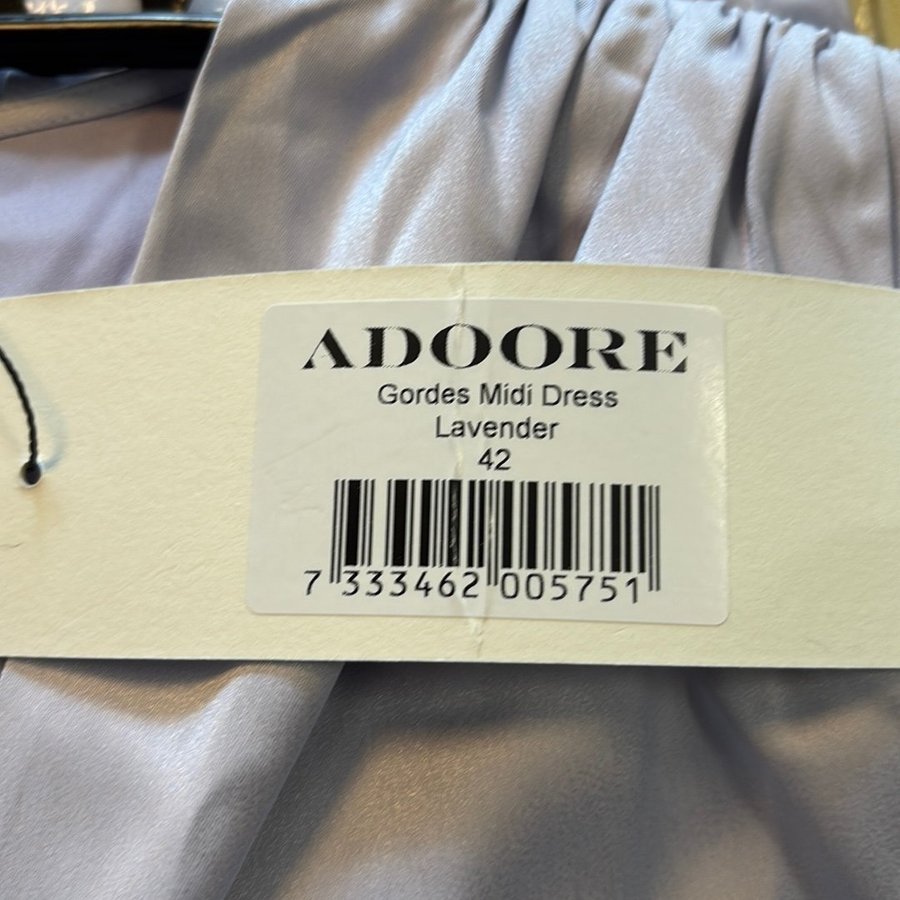 ADOORE
Gordes Midi Dress
Lavender
42
7 333462 005751